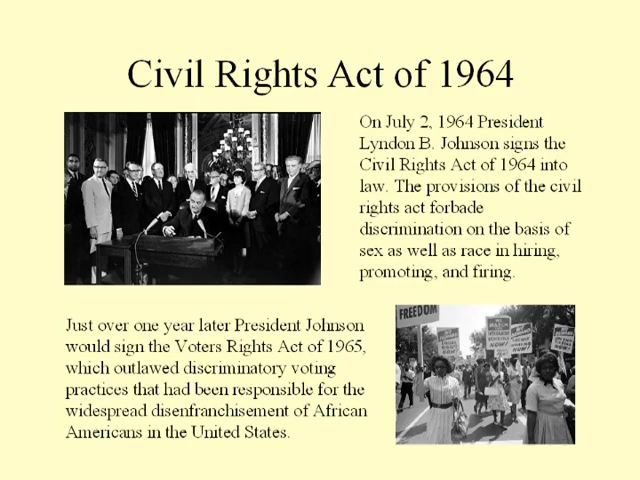 Civil Rights Act of 1964
On July 2, 1964 President
Lyndon B. Johnson signs the
Civil Rights Act of 1964 into
law. The provisions of the civil
rights act forbade
discrimination on the basis of
sex as well as race in hiring,
promoting, and firing.
Just over one year later President Johnson
would sign the Voters Rights Act of 1965,
which outlawed discriminatory voting
practices that had been responsible for the
widespread disenfranchisement of African
Americans in the United States.
FREEDOM